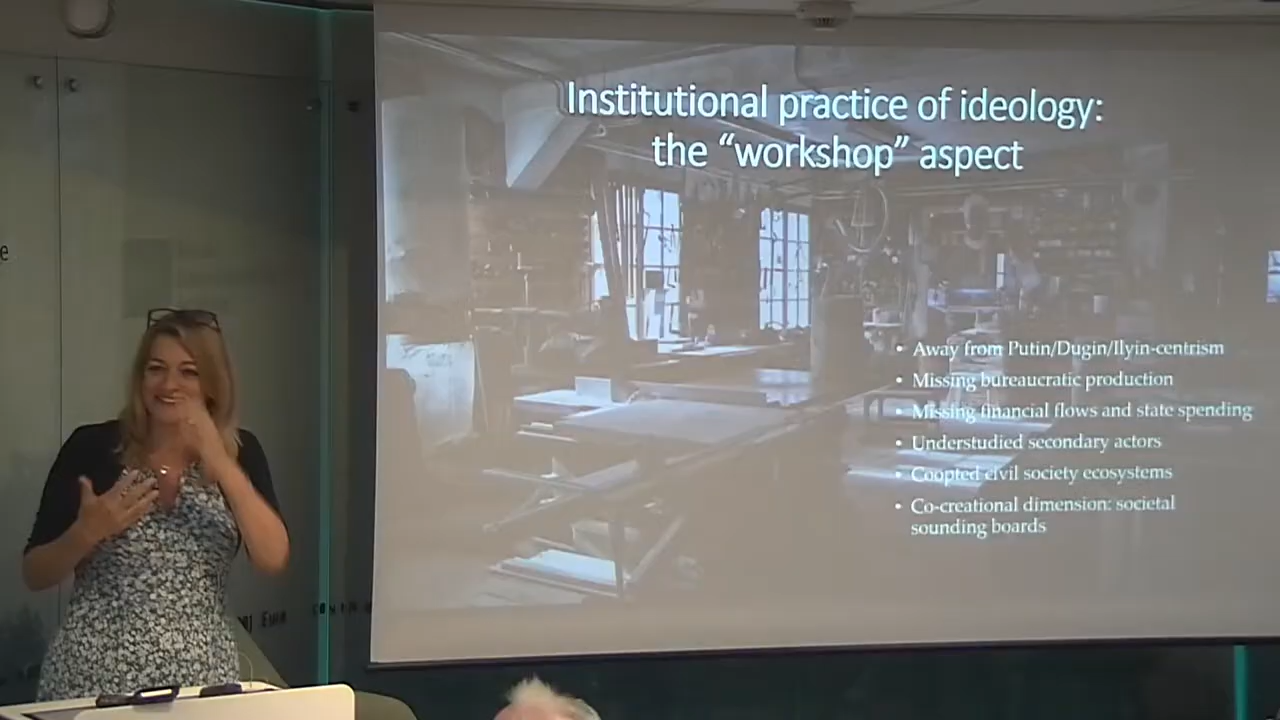 Institutional practice of ideology:
the “workshop” aspect
• Away from Putin/Dugin/Ilyin-centrism
• Missing bureaucratic production
• Missing financial flows and state spending
• Understudied secondary actors
• Coopted civil society ecosystems
• Co-creational dimension: societal
sounding boards
e